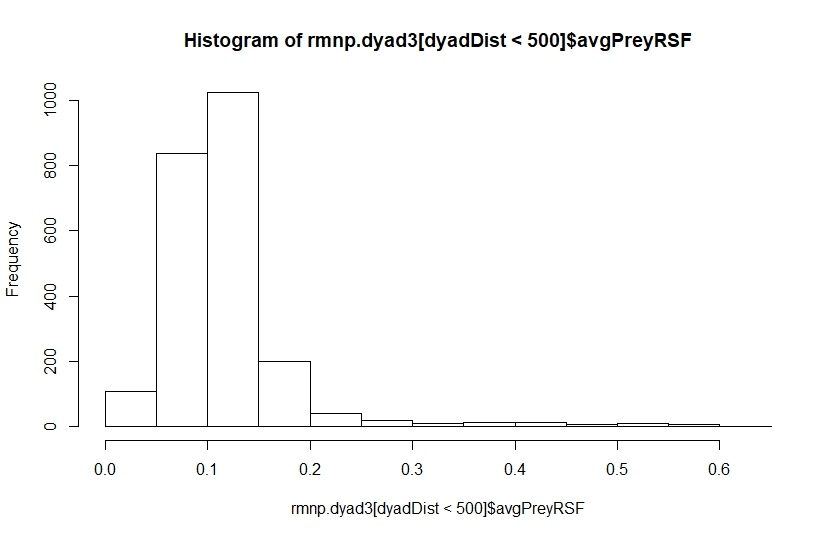 Histogram of rmnp.dyad3[dyadDist < 500]$avgPreyRSF
1000
800
600
400
200
0
Frequency
0.0 0.1 0.2 0.3 0.4 0.5 0.6
rmnp.dyad3[dyadDist < 500]$avgPreyRSF